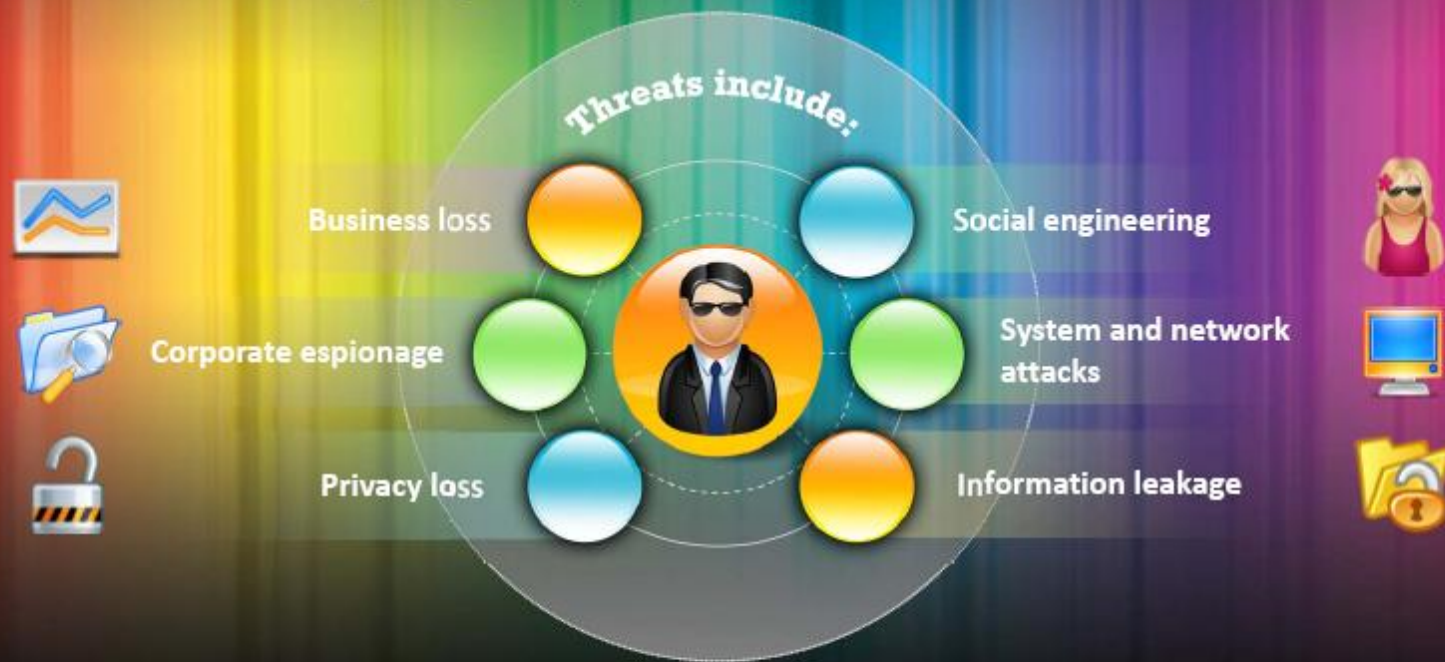 Threats include:
Business loss
Social engineering
Corporate espionage
System and network
attacks
Privacy loss
Information leakage